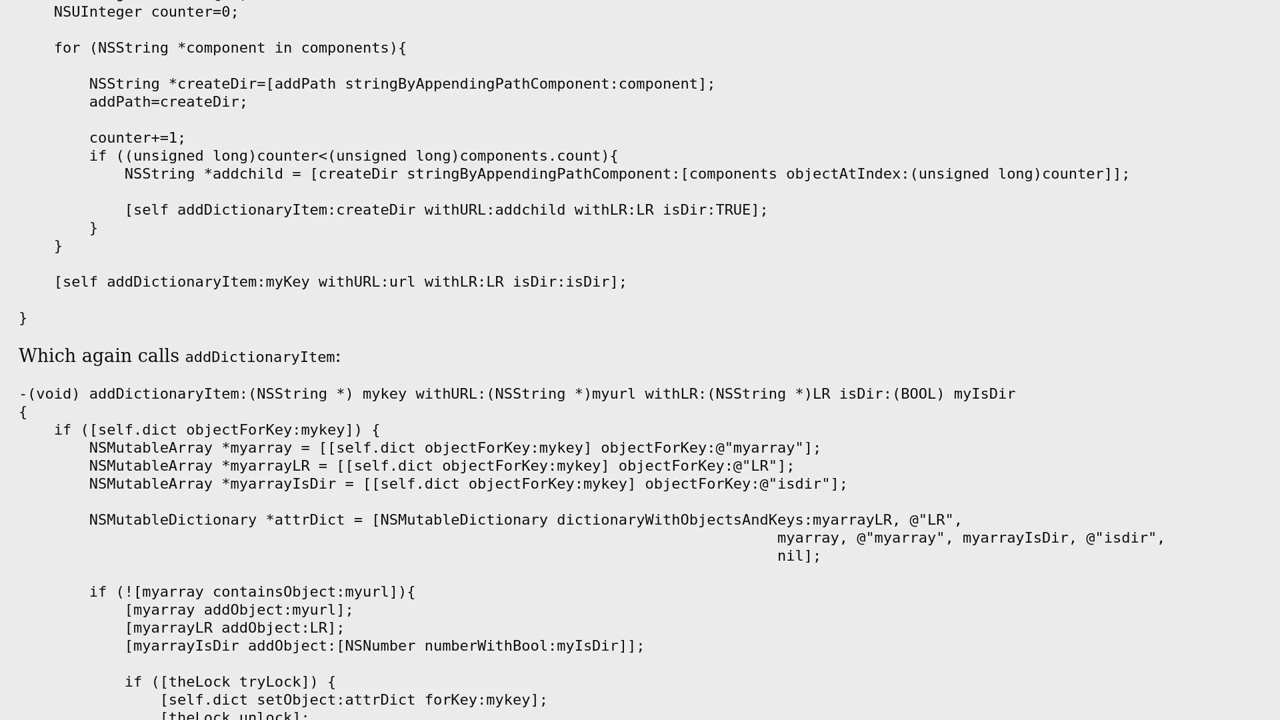 NSUInteger counter=0;
for (NSString *component in components){
NSString *createDir=[addPath stringByAppendingPathComponent:component];
addPath=createDir;
counter+=1;
if ((unsigned long)counter<(unsigned long)components.count){
NSString *addchild = [createDir stringByAppendingPathComponent:[components objectAtIndex:(unsigned long)counter]];
[self addDictionaryItem:createDir withURL:addchild withLR:LR isDir:TRUE];
}
}
[self addDictionaryItem:myKey withURL:url withLR:LR isDir:isDir];
}
Which again calls addDictionaryItem:
-(void) addDictionaryItem:(NSString *) mykey withURL:(NSString *)myurl withLR:(NSString *)LR isDir:(BOOL) myIsDir
{
if ([self.dict objectForKey:mykey]) {
NSMutableArray *myarray = [[self.dict objectForKey:mykey] objectForKey:@"myarray"];
NSMutableArray *myarrayLR = [[self.dict objectForKey:mykey] objectForKey:@"LR"];
NSMutableArray *myarrayIsDir = [[self.dict objectForKey:mykey] objectForKey:@"isdir"];
NSMutableDictionary *attrDict = [NSMutableDictionary dictionaryWithObjectsAndKeys:myarrayLR, @"LR",
myarray, @"myarray", myarrayIsDir, @"isdir",
nil];
if (![myarray containsObject:myurl]){
[myarray addObject:myurl];
[myarrayLR addObject:LR];
[myarrayIsDir addObject:[NSNumber numberWithBool:myIsDir]];
if ([theLock tryLock]) {
[self.dict setObject:attrDict forKey:mykey];
[theLock unlock];